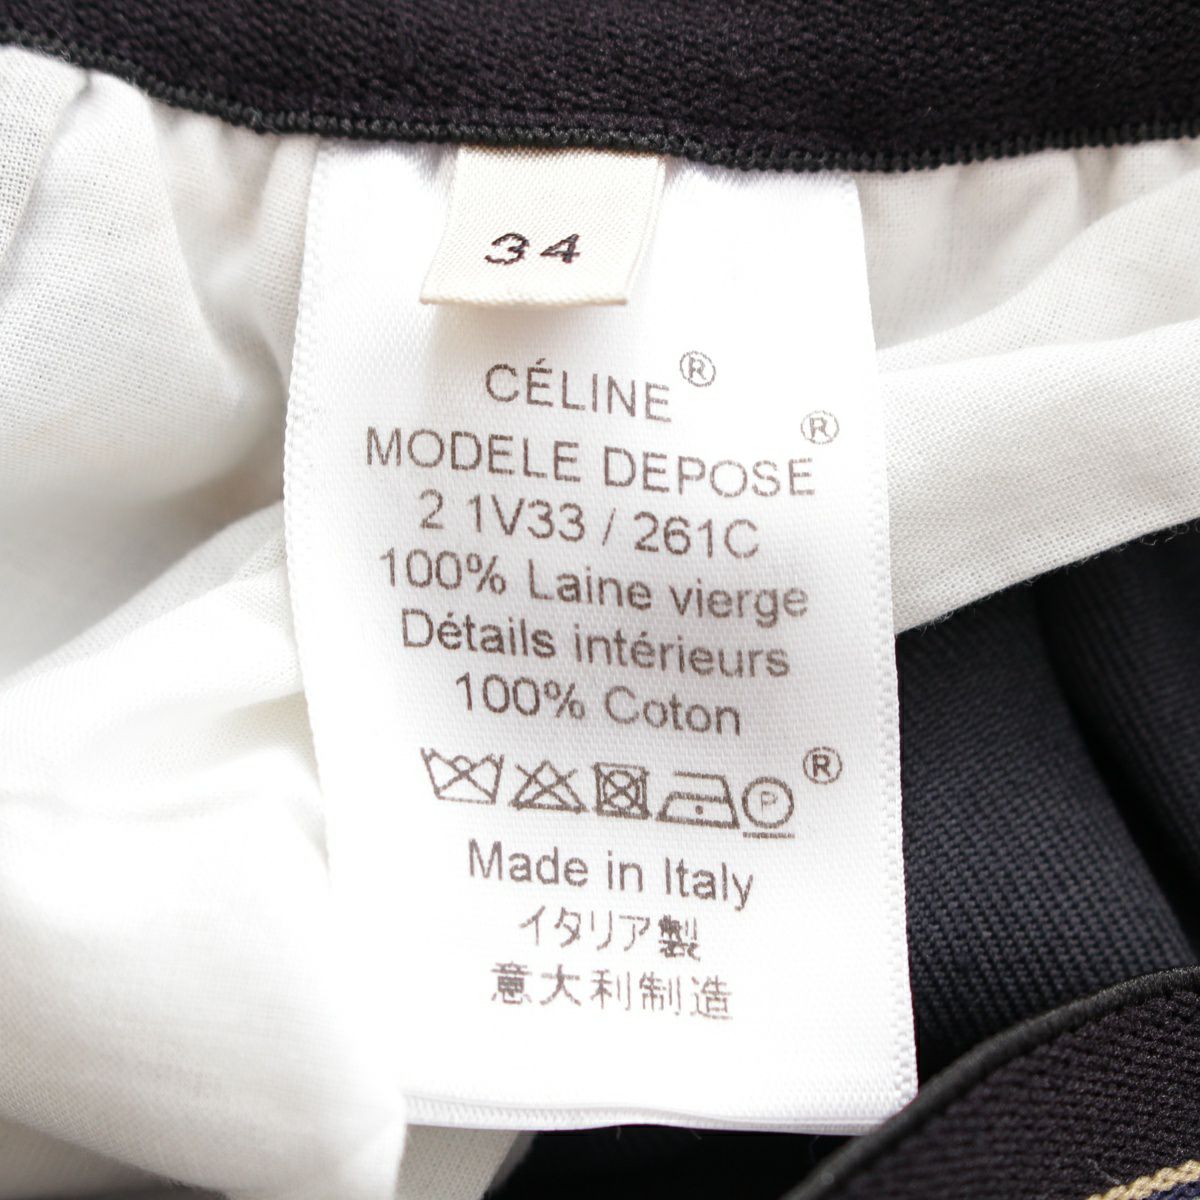 34
CÉLINE®
MODELE DEPOSE®
2 1V33 / 261C
100% Laine vierge
Détails intérieurs
100% Coton
P ®
Made in Italy
イタリア製
意大利制造